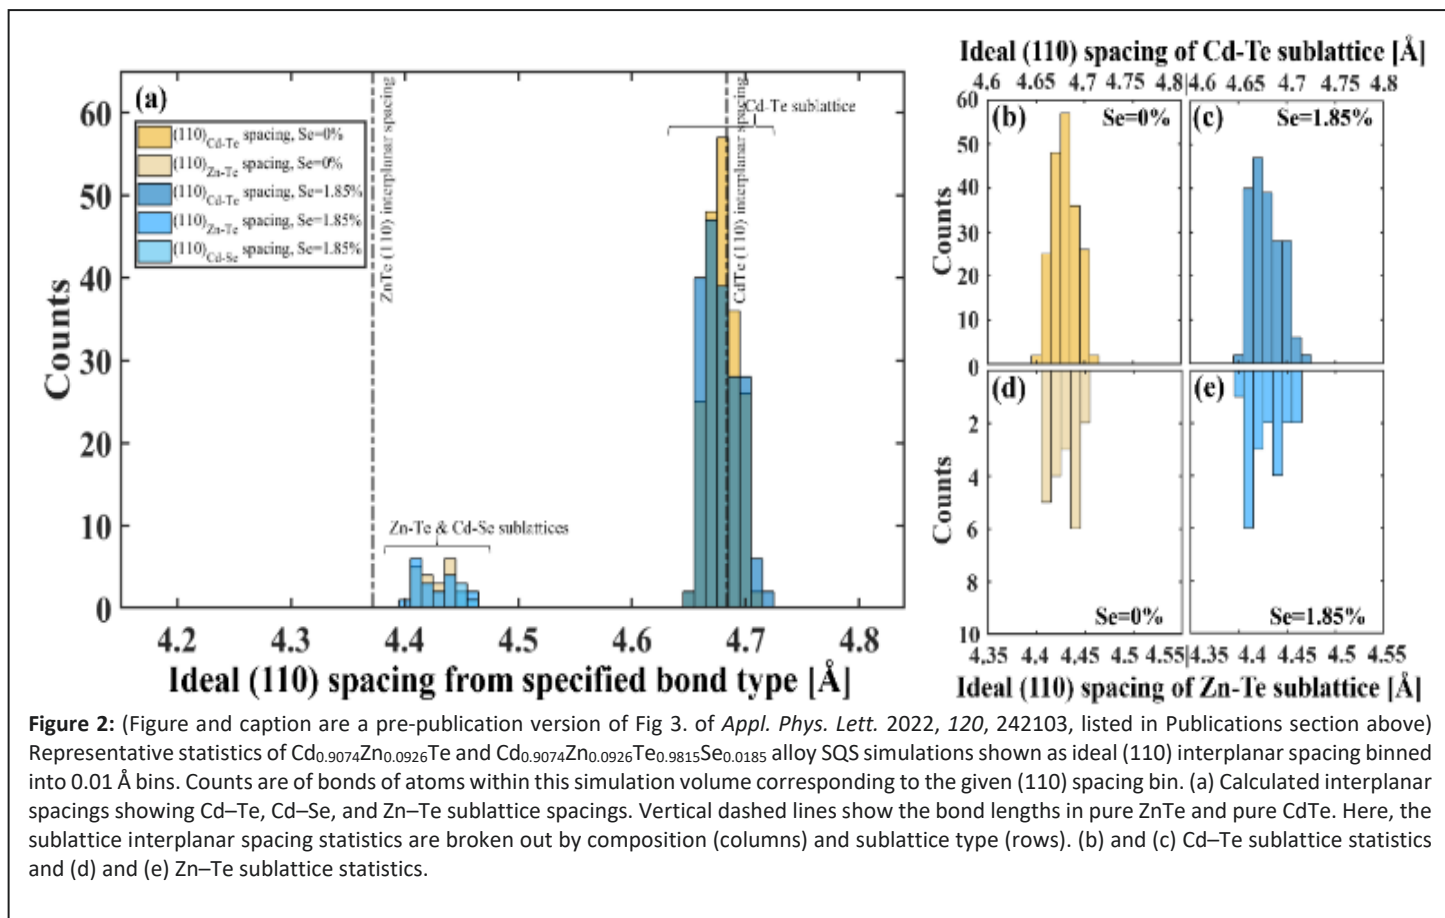 (a)
60
50
40
30
20
10
0
Counts
(110)Cd-Te spacing, Se=0%
(110)Zn-Te spacing, Se=0%
(110)Cd-Te spacing, Se=1.85%
(110)Zn-Te spacing, Se=1.85%
(110)Cd-Se spacing, Se=1.85%
ZnTe (110) interplanar spacing
CdTe (110) interplanar spacing
Cd-Te sublattice
Zn-Te & Cd-Se sublattices
4.2 4.3 4.4 4.5 4.6 4.7 4.8
Ideal (110) spacing from specified bond type [Å]
Ideal (110) spacing of Cd-Te sublattice [Å]
4.6 4.65 4.7 4.75 4.8 4.6 4.65 4.7 4.75 4.8
60
50
40
30
20
10
0
Counts
(b) Se=0%
(c) Se=1.85%
(d)
(e)
2
4
6
8
10
Counts
Se=0%
Se=1.85%
4.35 4.4 4.45 4.5 4.55 4.35 4.4 4.45 4.5 4.55
Ideal (110) spacing of Zn-Te sublattice [Å]
Figure 2: (Figure and caption are a pre-publication version of Fig 3. of Appl. Phys. Lett. 2022, 120, 242103, listed in Publications section above)
Representative statistics of Cd0.9074Zn0.0926Te and Cd0.9074Zn0.0926Te0.9815Se0.0185 alloy SQS simulations shown as ideal (110) interplanar spacing binned
into 0.01 Å bins. Counts are of bonds of atoms within this simulation volume corresponding to the given (110) spacing bin. (a) Calculated interplanar
spacings showing Cd–Te, Cd–Se, and Zn–Te sublattice spacings. Vertical dashed lines show the bond lengths in pure ZnTe and pure CdTe. Here, the
sublattice interplanar spacing statistics are broken out by composition (columns) and sublattice type (rows). (b) and (c) Cd–Te sublattice statistics
and (d) and (e) Zn–Te sublattice statistics.